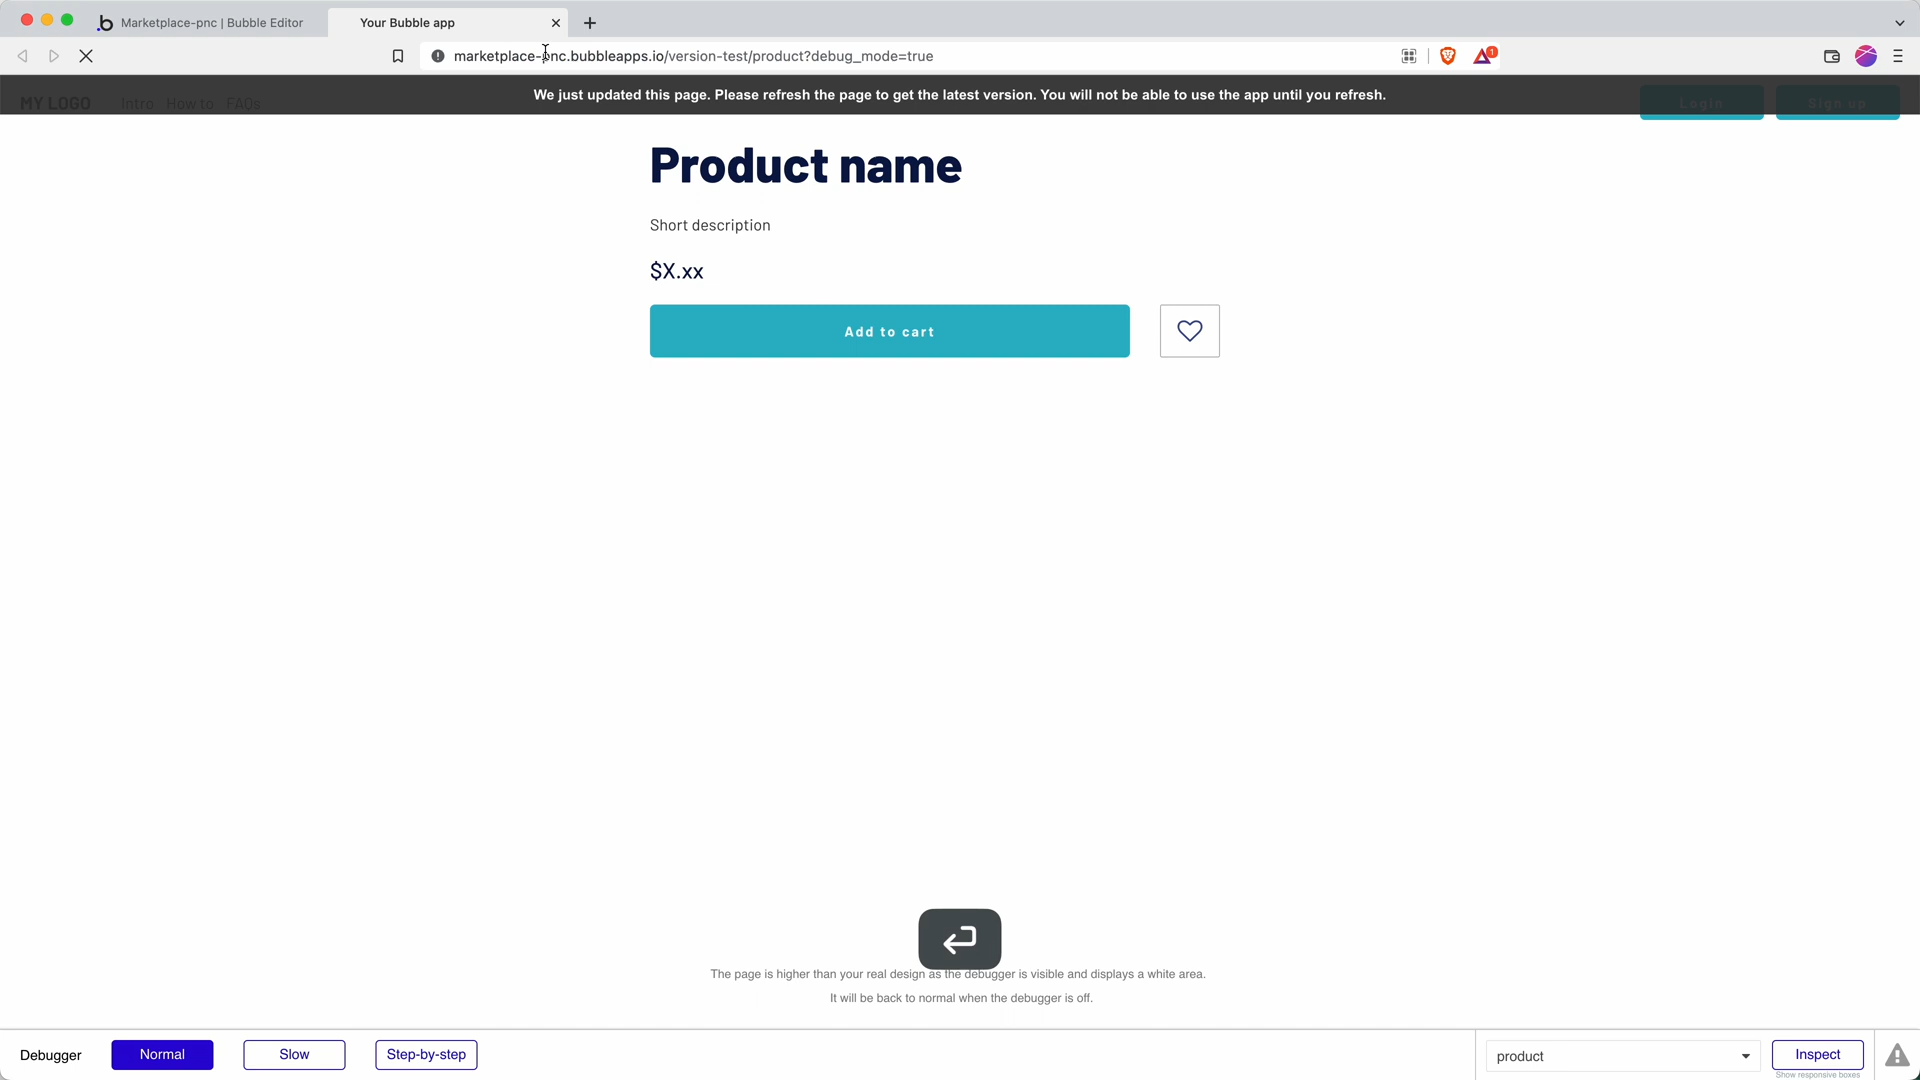 Marketplace-pnc | Bubble Editor
Your Bubble app
marketplace-pnc.bubbleapps.io/version-test/product?debug_mode=true
1
We just updated this page. Please refresh the page to get the latest version. You will not be able to use the app until you refresh.
MY LOGO Intro How to FAQs
Login
Sign up
Product name
Short description
$X.xx
Add to cart
The page is higher than your real design as the debugger is visible and displays a white area.
It will be back to normal when the debugger is off.
Debugger
Normal
Slow
Step-by-step
product
Inspect
Show responsive boxes